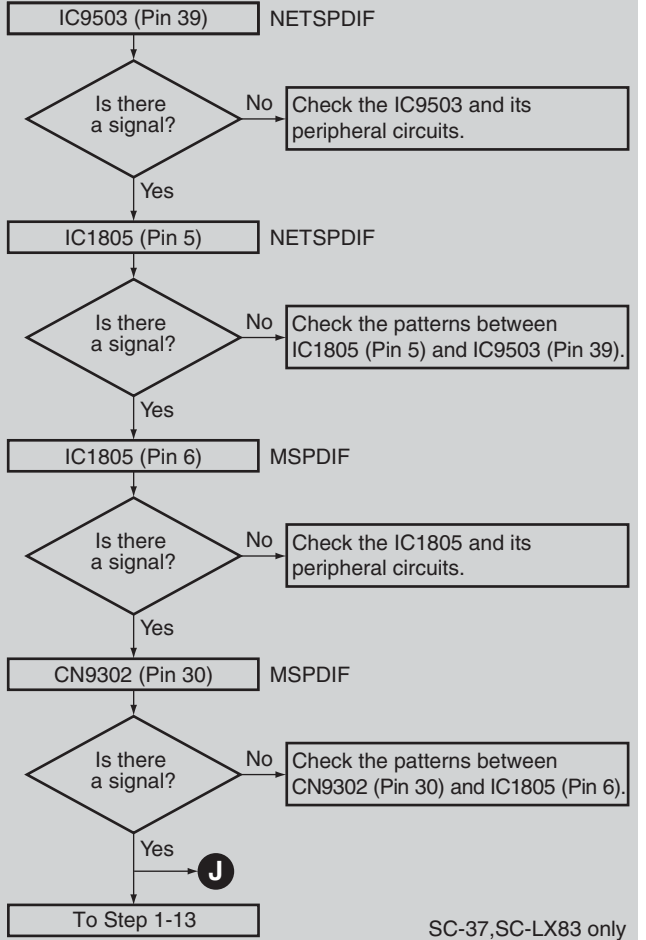 IC9503 (Pin 39) NETSPDIF
Is there
a signal?
No
Check the IC9503 and its
peripheral circuits.
Yes
IC1805 (Pin 5) NETSPDIF
Is there
a signal?
No
Check the patterns between
IC1805 (Pin 5) and IC9503 (Pin 39).
Yes
IC1805 (Pin 6) MSPDIF
Is there
a signal?
No
Check the IC1805 and its
peripheral circuits.
Yes
CN9302 (Pin 30) MSPDIF
Is there
a signal?
No
Check the patterns between
CN9302 (Pin 30) and IC1805 (Pin 6).
Yes
J
To Step 1-13
SC-37,SC-LX83 only